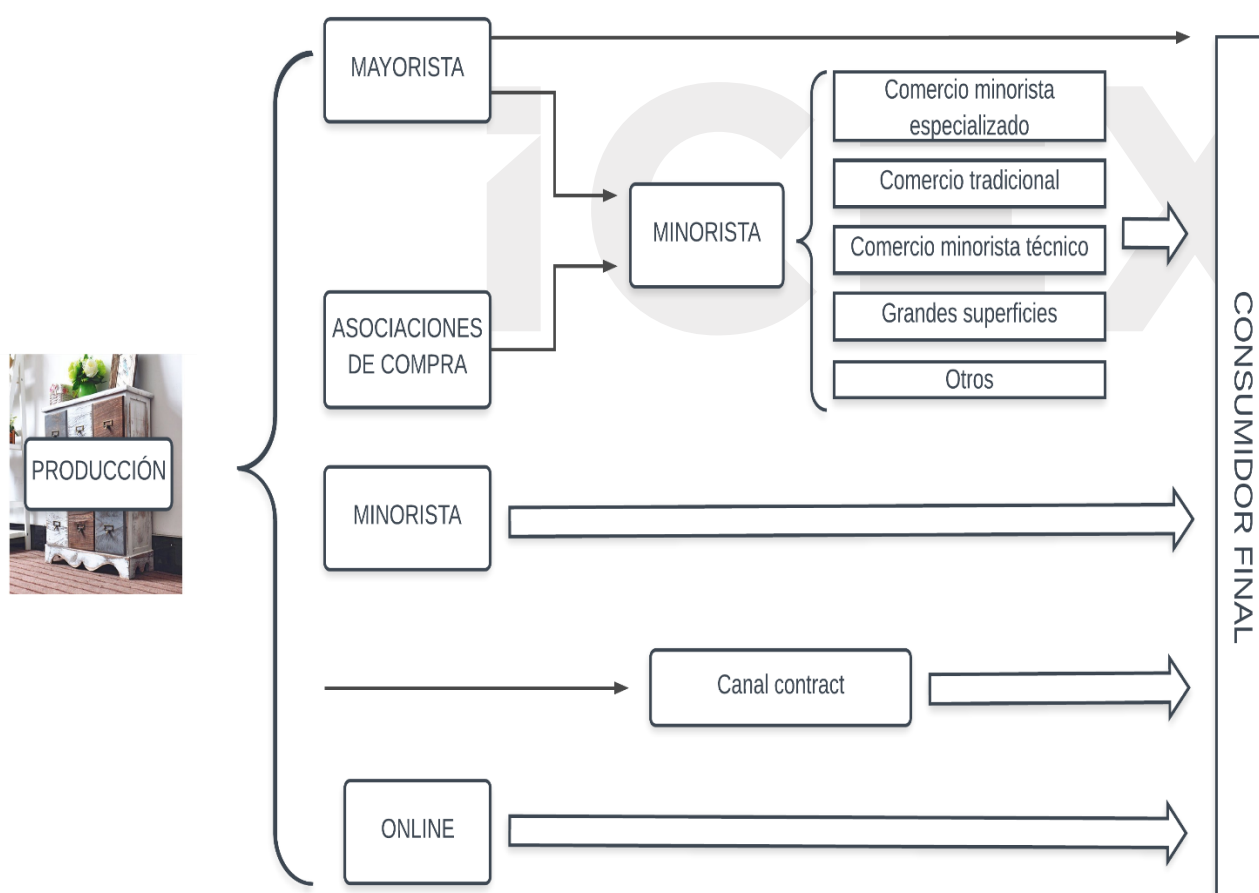 MAYORISTA
Comercio minorista
especializado
Comercio tradicional
MINORISTA
Comercio minorista técnico
Grandes superficies
Otros
ASOCIACIONES
DE COMPRA
PRODUCCIÓN
MINORISTA
Canal contract
ONLINE
CONSUMIDOR FINAL